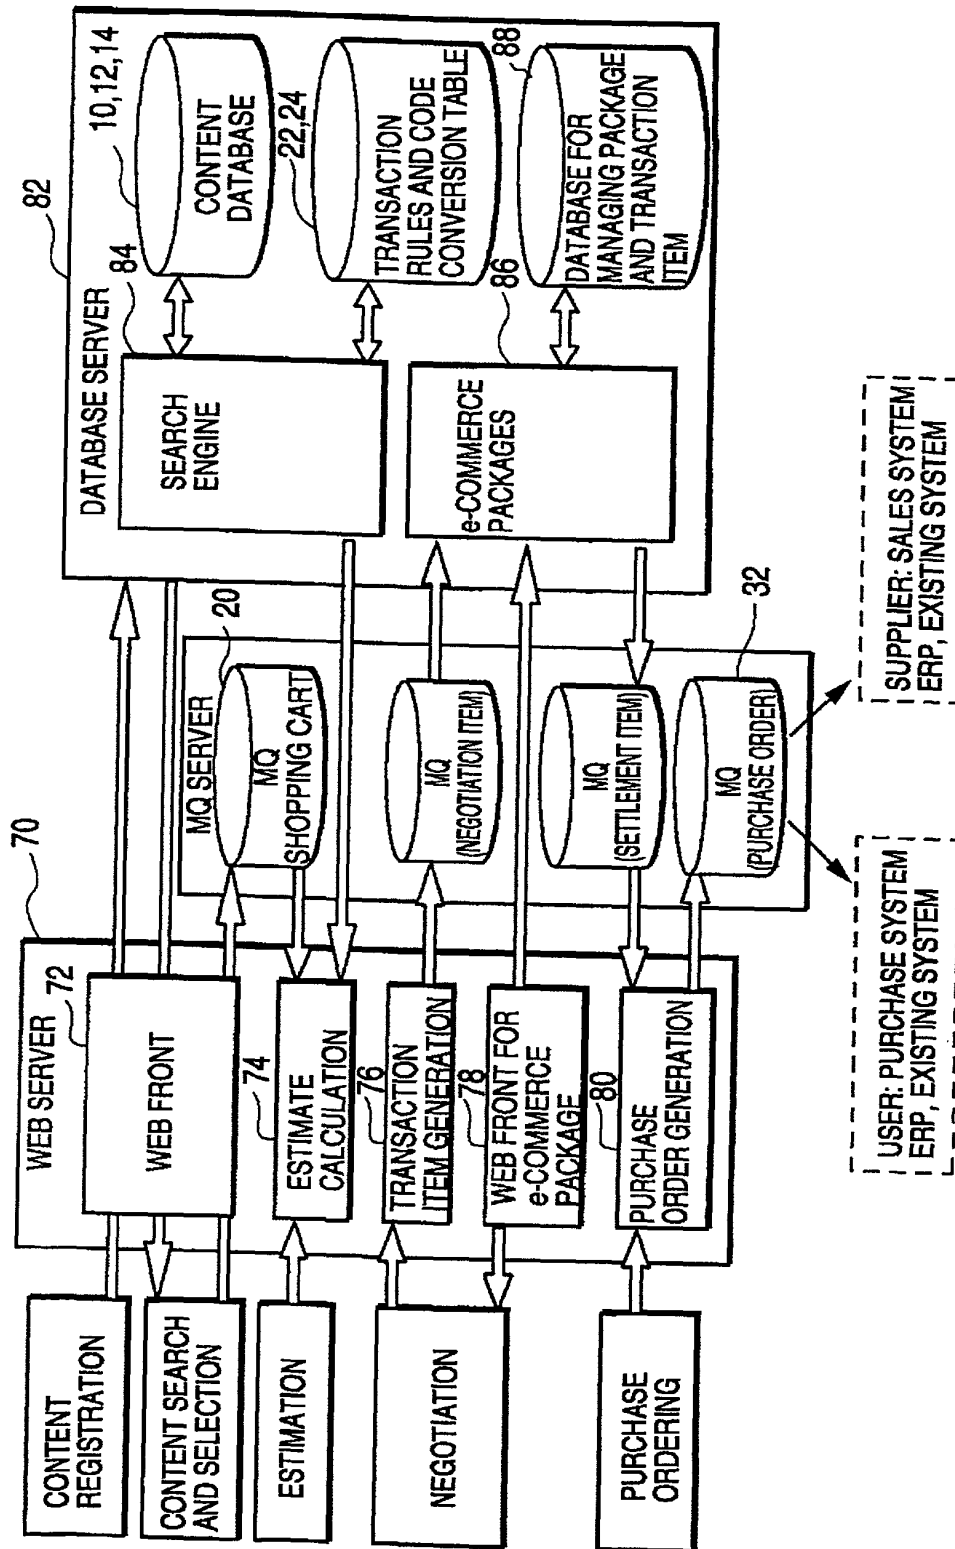 CONTENT
REGISTRATION
CONTENT SEARCH
AND SELECTION
ESTIMATION
NEGOTIATION
PURCHASE
ORDERING
70
WEB SERVER
72
WEB FRONT
74
ESTIMATE
CALCULATION
76
TRANSACTION
ITEM GENERATION
78
WEB FRONT FOR
e-COMMERCE
PACKAGE
80
PURCHASE
ORDER GENERATION
MQ SERVER
20
MQ
SHOPPING CART
MQ
(NEGOTIATION ITEM)
MQ
(SETTLEMENT ITEM)
32
MQ
(PURCHASE ORDER)
82
DATABASE SERVER
84
SEARCH
ENGINE
86
e-COMMERCE
PACKAGES
10,12,14
CONTENT
DATABASE
22,24
TRANSACTION
RULES AND CODE
CONVERSION TABLE
88
DATABASE FOR
MANAGING PACKAGE
AND TRANSACTION
ITEM
USER: PURCHASE SYSTEM
ERP, EXISTING SYSTEM
SUPPLIER: SALES SYSTEM
ERP, EXISTING SYSTEM